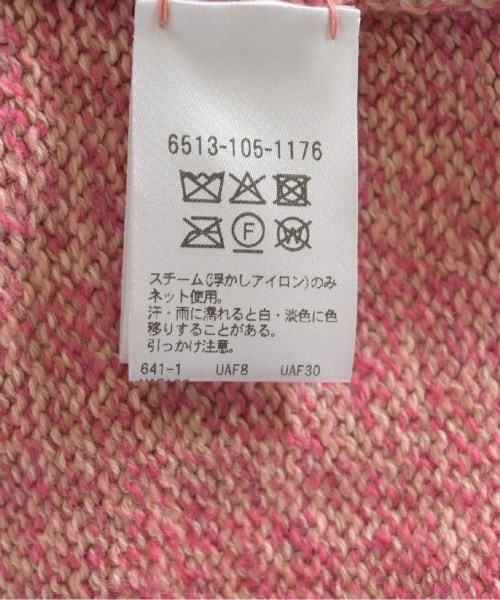 6513-105-1176
F W
スチーム(浮かしアイロン)のみ
ネット使用。
汗・雨に濡れると白・淡色に色
移りすることがある。
引っかけ注意。
641-1 UAF8 UAF30